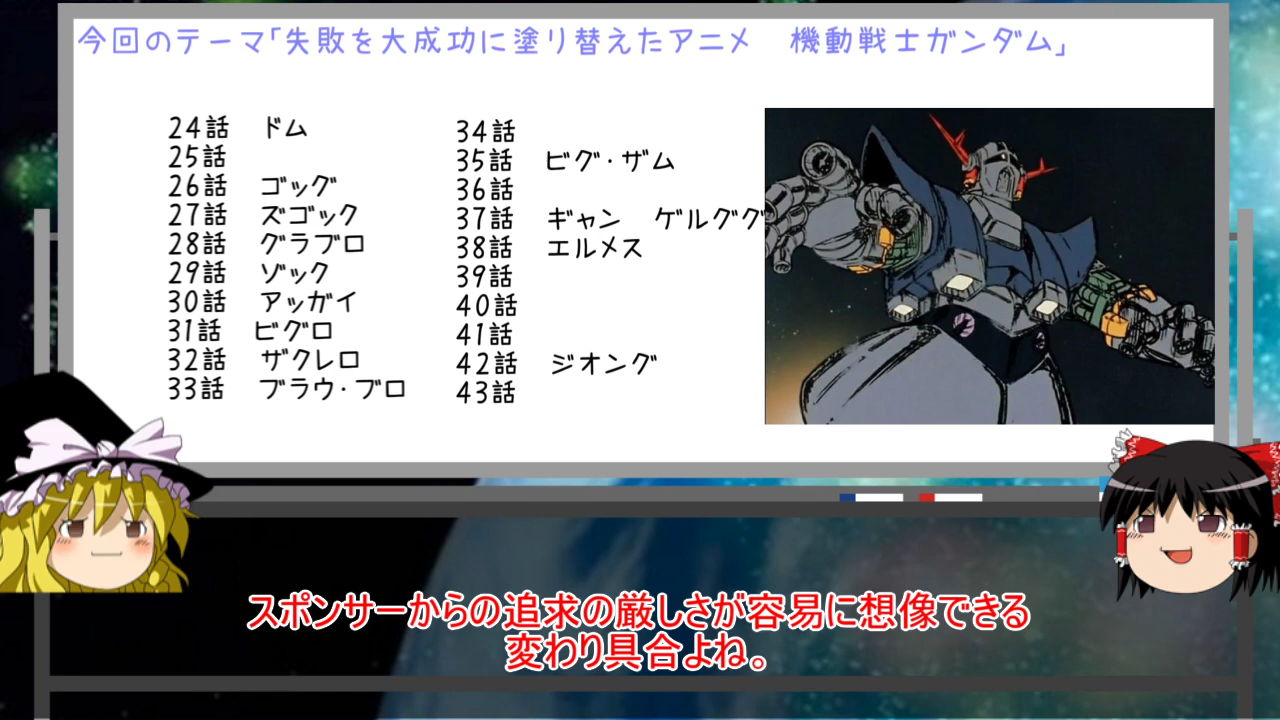 今回のテーマ「失敗を大成功に塗り替えたアニメ 機動戦士ガンダム」
24話 ドム
25話
26話 ゴッグ
27話 ズゴック
28話 グラブロ
29話 ゾック
30話 アッガイ
31話 ビグロ
32話 ザクレロ
33話 ブラウ・ブロ
34話
35話 ビグ・ザム
36話
37話 ギャン ゲルググ
38話 エルメス
39話
40話
41話
42話 ジオング
43話
スポンサーからの追求の厳しさが容易に想像できる
変わり具合よね。